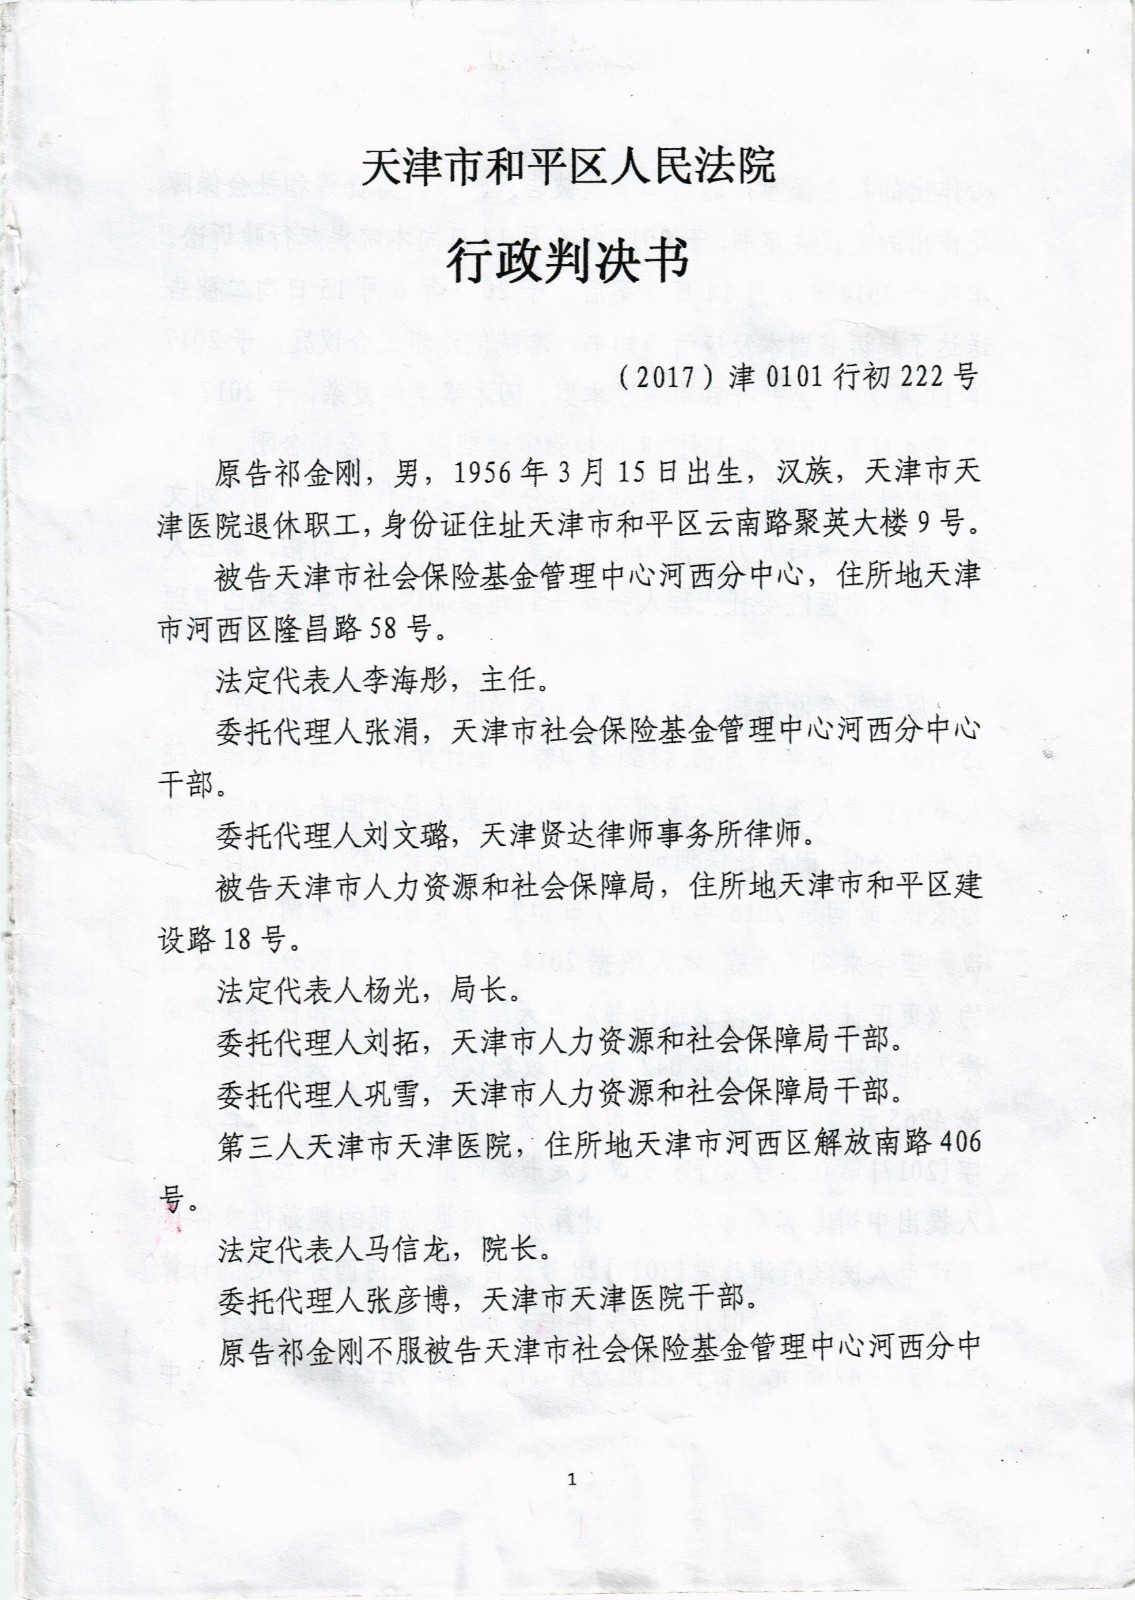 天津市和平区人民法院
行政判决书
（2017）津 0101 行初 222 号
原告祁金刚，男，1956 年 3 月 15 日出生，汉族，天津市天
津医院退休职工，身份证住址天津市和平区云南路聚英大楼 9 号。
被告天津市社会保险基金管理中心河西分中心，住所地天津
市河西区隆昌路 58 号。
法定代表人李海彤，主任。
委托代理人张涓，天津市社会保险基金管理中心河西分中心
干部。
委托代理人刘文璐，天津贤达律师事务所律师。
被告天津市人力资源和社会保障局，住所地天津市和平区建
设路 18 号。
法定代表人杨光，局长。
委托代理人刘拓，天津市人力资源和社会保障局干部。
委托代理人巩雪，天津市人力资源和社会保障局干部。
第三人天津市天津医院，住所地天津市河西区解放南路 406
号。
法定代表人马信龙，院长。
委托代理人张彦博，天津市天津医院干部。
原告祁金刚不服被告天津市社会保险基金管理中心河西分中
1